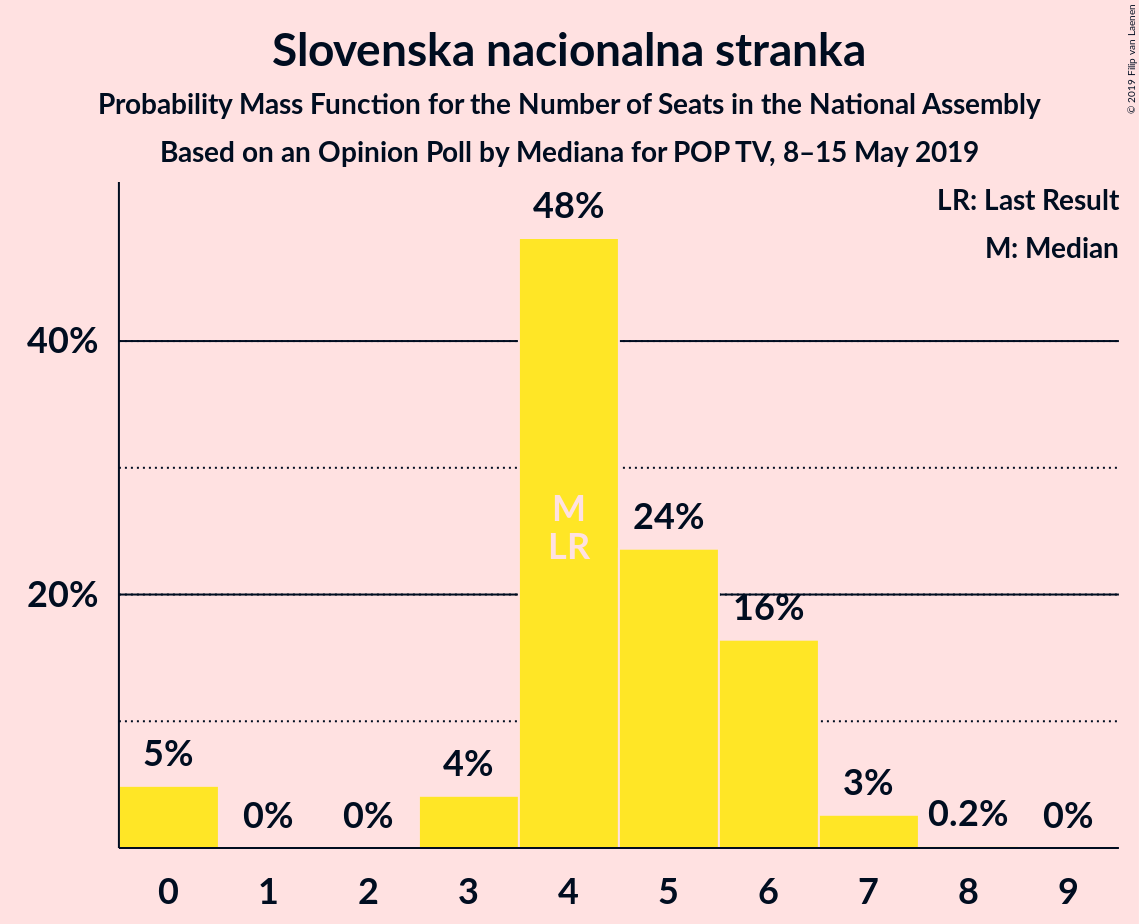 Slovenska nacionalna stranka
Probability Mass Function for the Number of Seats in the National Assembly
Based on an Opinion Poll by Mediana for POP TV, 8–15 May 2019
© 2019 Filip van Laenen
LR: Last Result
M: Median
48%
40%
M
LR
24%
20%
16%
5%
0%
0%
4%
3%
0.2%
0%
0 1 2 3 4 5 6 7 8 9